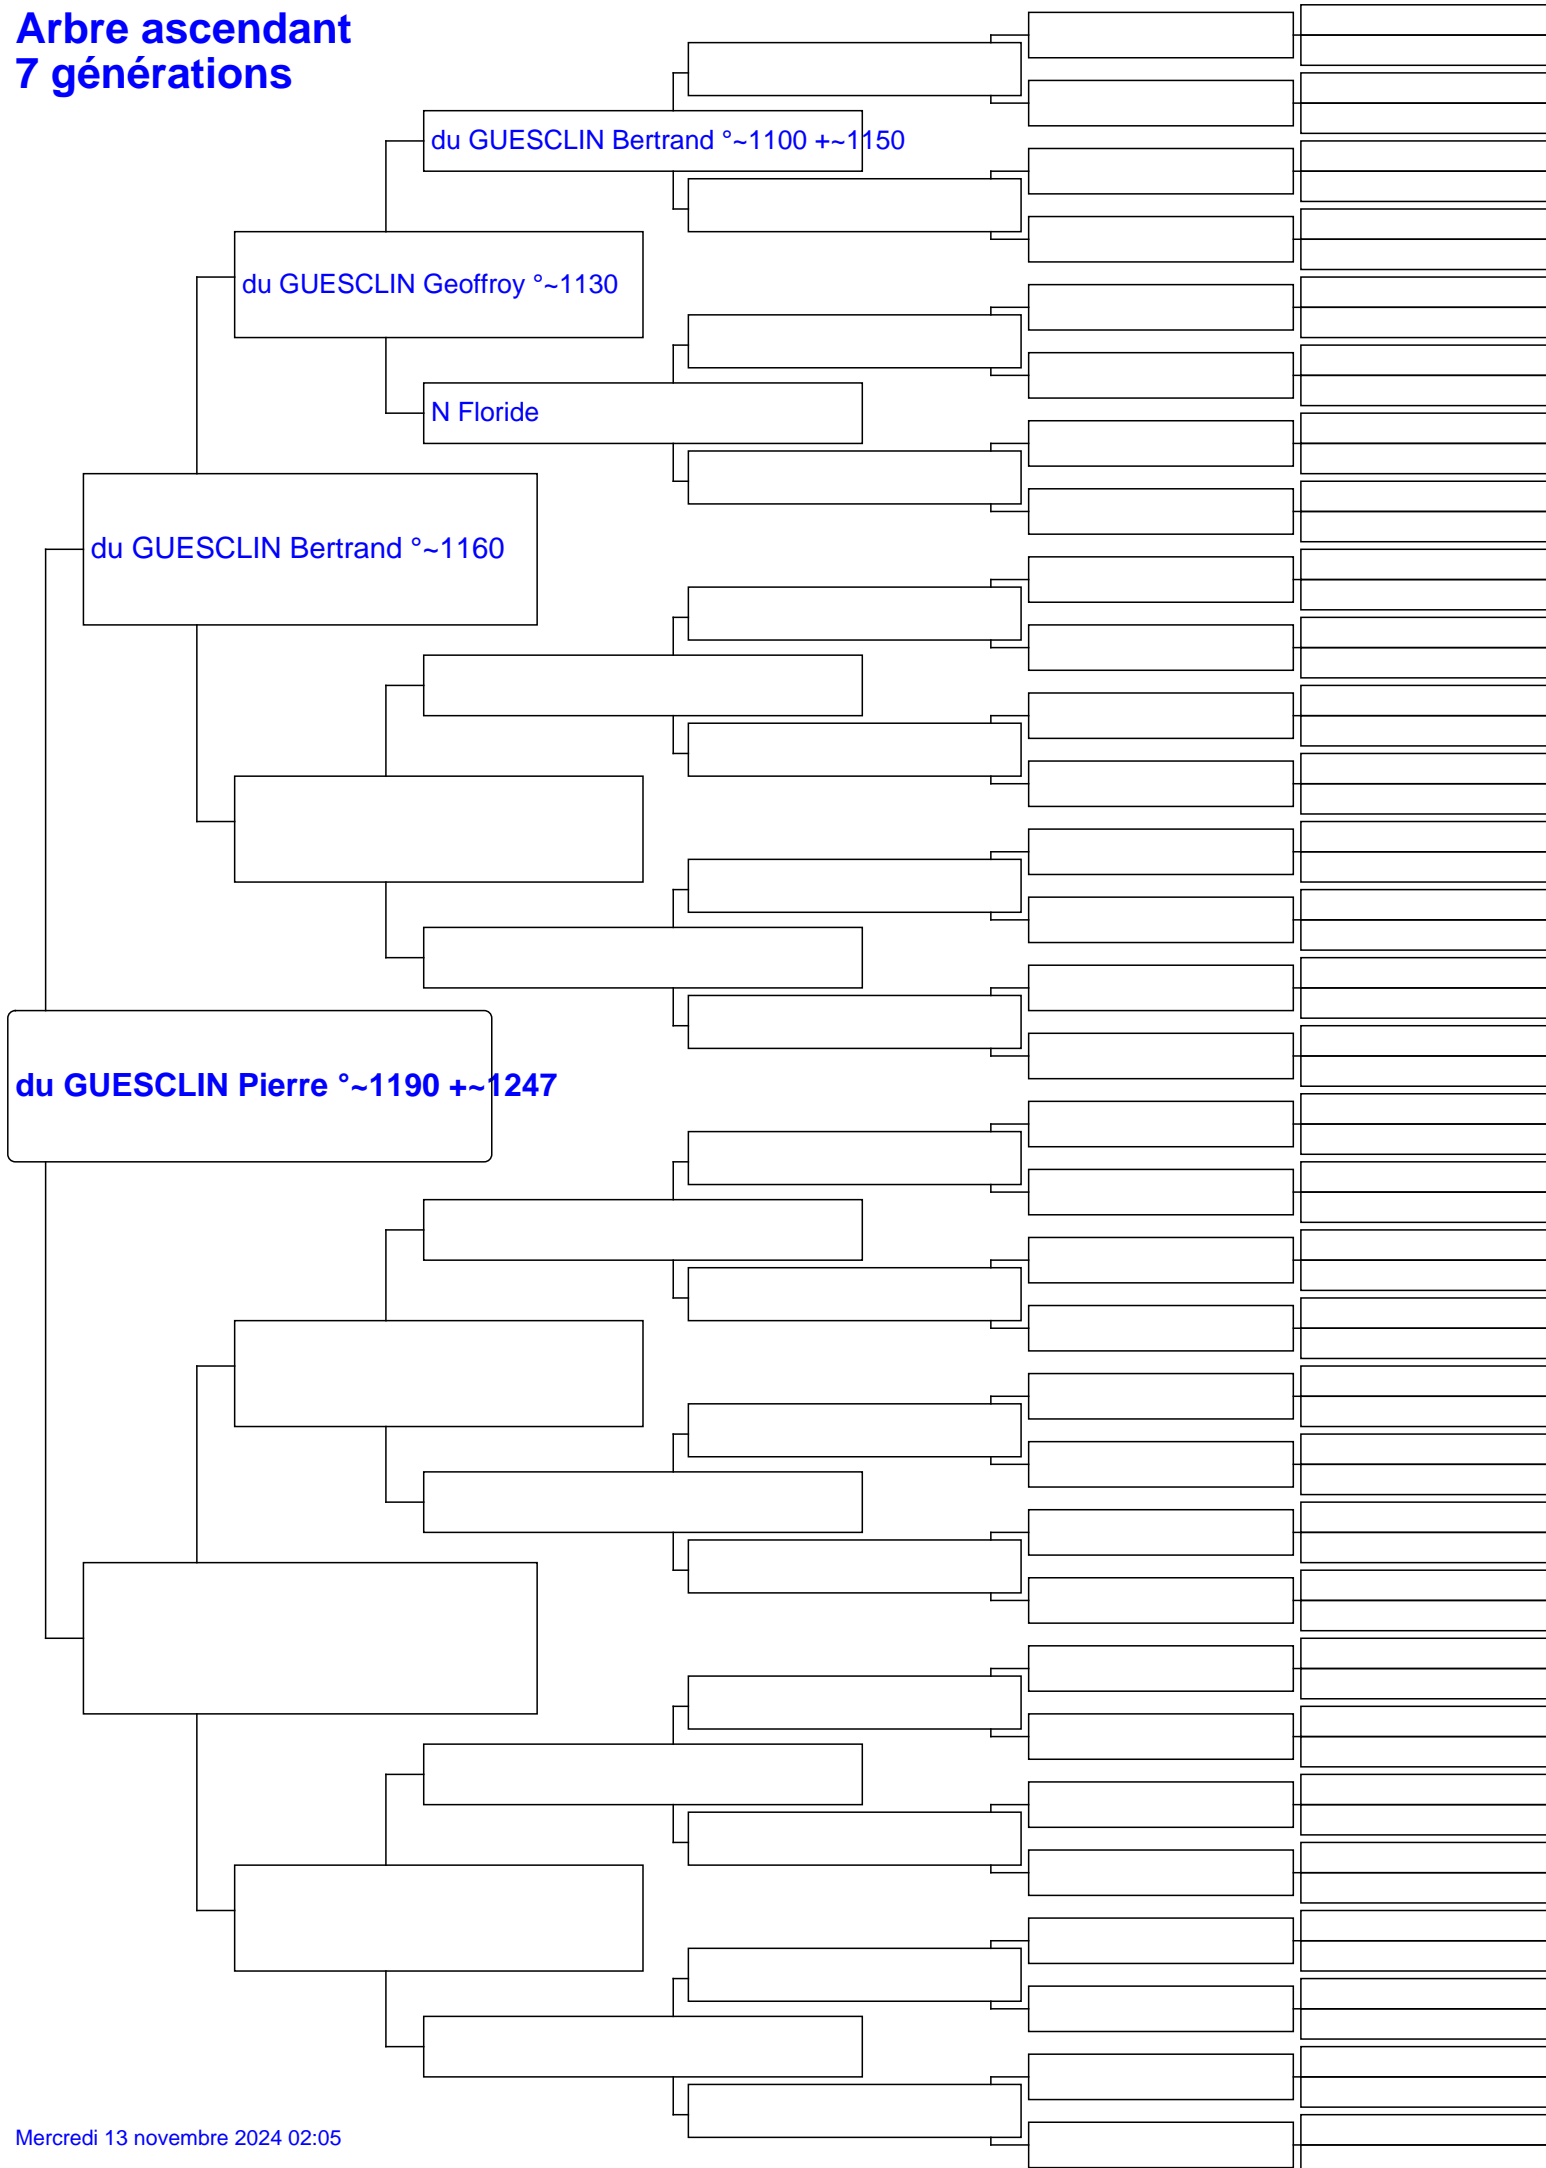 Arbre ascendant
7 générations
du GUESCLIN Bertrand °~1100 +~1150
du GUESCLIN Geoffroy °~1130
N Floride
du GUESCLIN Bertrand °~1160
du GUESCLIN Pierre °~1190 +~1247
Mercredi 13 novembre 2024 02:05